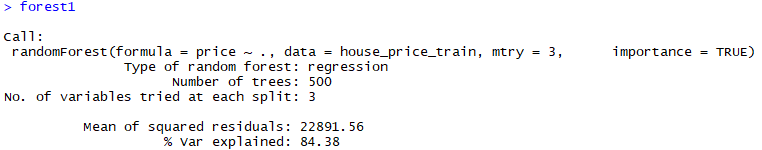 > forest1
Call:
randomForest(formula = price ~ ., data = house_price_train, mtry = 3, importance = TRUE)
Type of random forest: regression
Number of trees: 500
No. of variables tried at each split: 3
Mean of squared residuals: 22891.56
% Var explained: 84.38